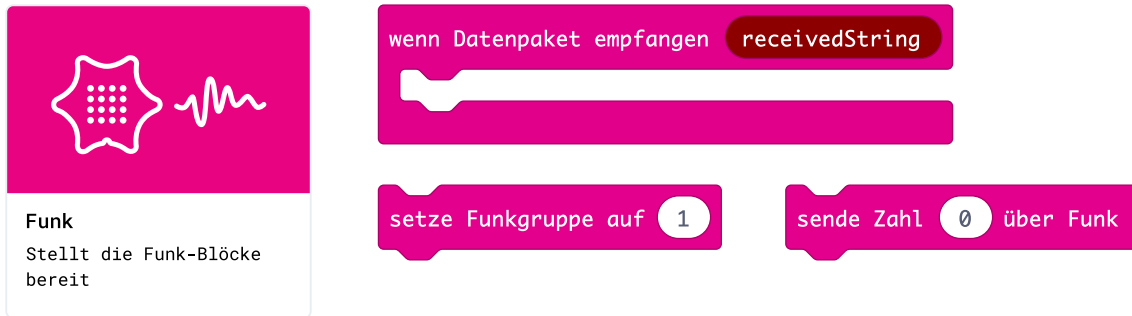 wenn Datenpaket empfangen receivedString
setze Funkgruppe auf 1
sende Zahl 0 über Funk
Funk
Stellt die Funk-Blöcke
bereit